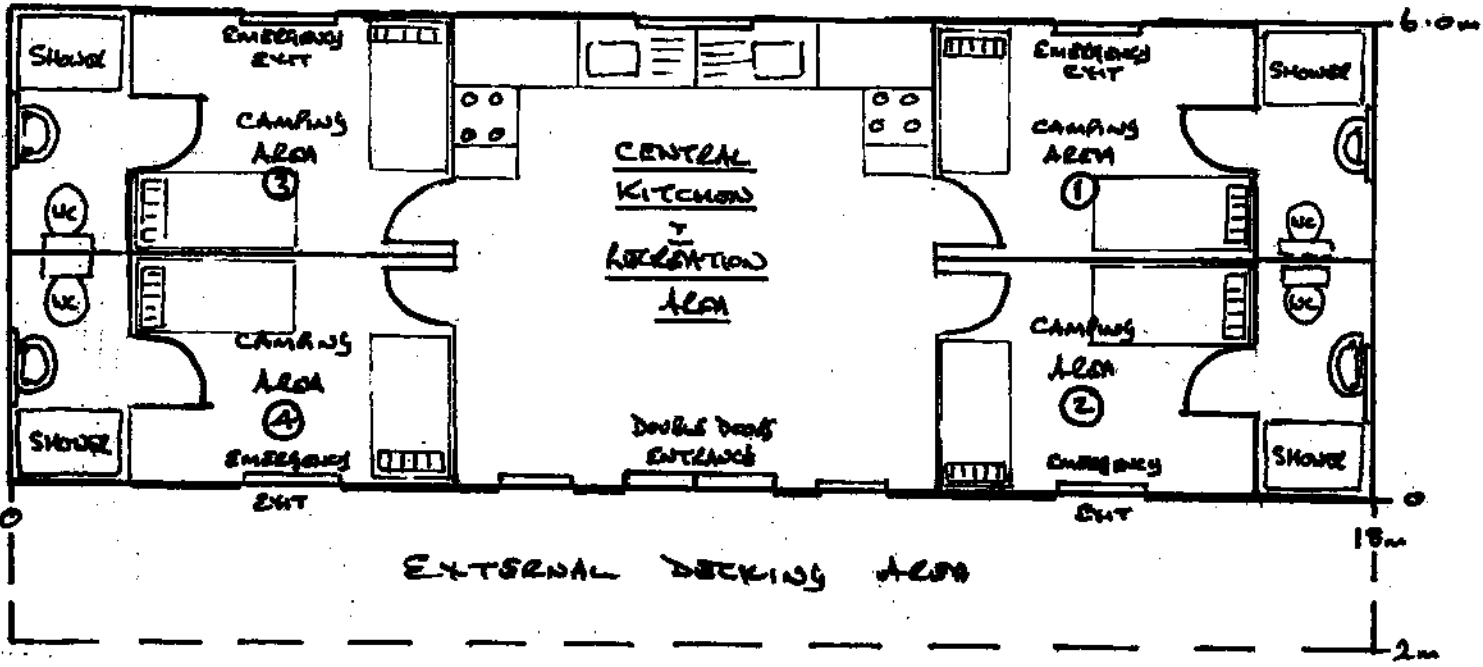 6.0m
SHOWER
EMERGENCY
EXIT
CAMPING
AREA
3
WC
CENTRAL
KITCHEN
+
RECREATION
AREA
EMERGENCY
EXIT
CAMPING
AREA
1
SHOWER
WC
WC
CAMPING
AREA
4
SHOWER
EMERGENCY
EXIT
DOUBLE DOORS
ENTRANCE
CAMPING
AREA
2
EMERGENCY
EXIT
WC
SHOWER
0
0
18m
EXTERNAL DECKING AREA
2m